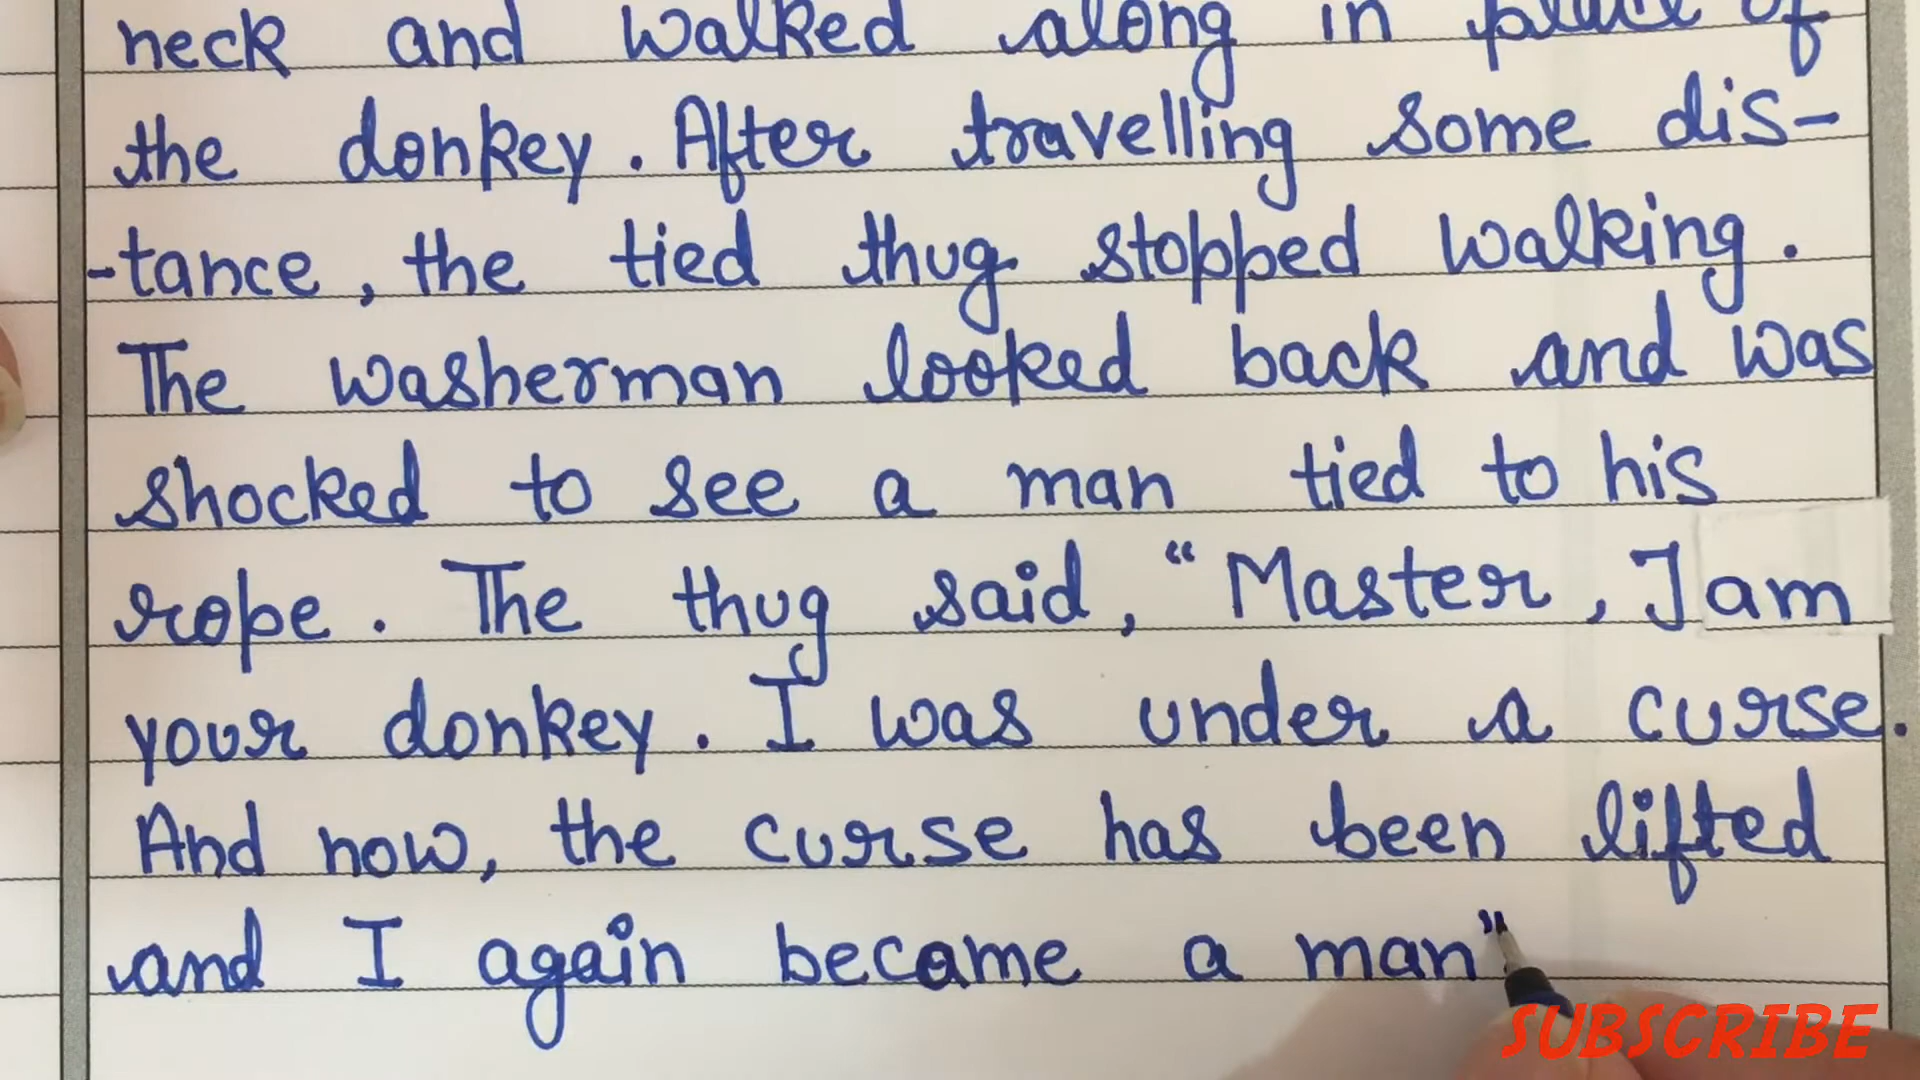 neck and walked along in place of
the donkey. After travelling some dis-
-tance, the tied thug stopped walking.
The washerman looked back and was
shocked to see a man tied to his
rope. The thug said, "Master, I am
your donkey. I was under a curse.
And now, the curse has been lifted
and I again became a man"
SUBSCRIBE